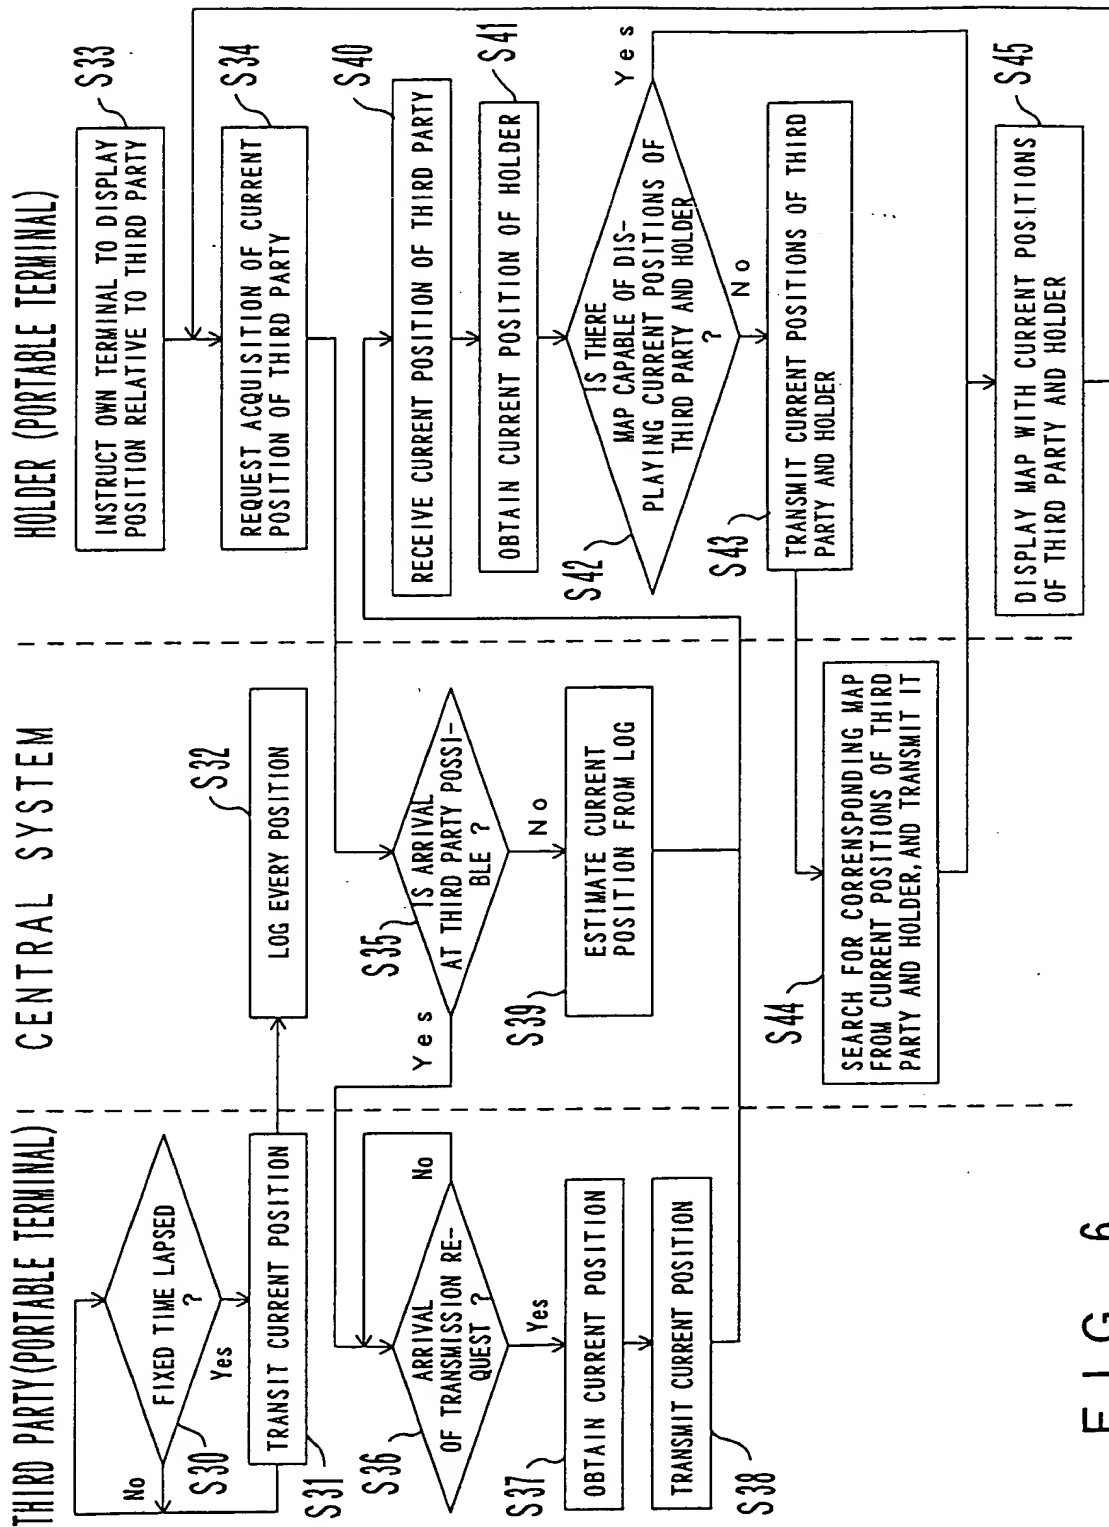 THIRD PARTY(PORTABLE TERMINAL)
FIXED TIME LAPSED
?
No
Yes
S30
TRANSIT CURRENT POSITION
S31
ARRIVAL
OF TRANSMISSION RE-
QUEST ?
S36
No
Yes
OBTAIN CURRENT POSITION
S37
TRANSMIT CURRENT POSITION
S38
CENTRAL SYSTEM
LOG EVERY POSITION
S32
IS ARRIVAL
AT THIRD PARTY POSSI-
BLE ?
S35
Yes
No
ESTIMATE CURRENT
POSITION FROM LOG
S39
SEARCH FOR CORRENSPONDING MAP
FROM CURRENT POSITIONS OF THIRD
PARTY AND HOLDER, AND TRANSMIT IT
S44
HOLDER (PORTABLE TERMINAL)
INSTRUCT OWN TERMINAL TO DISPLAY
POSITION RELATIVE TO THIRD PARTY
S33
REQUEST ACQUISITION OF CURRENT
POSITION OF THIRD PARTY
S34
RECEIVE CURRENT POSITION OF THIRD PARTY
S40
OBTAIN CURRENT POSITION OF HOLDER
S41
IS THERE
MAP CAPABLE OF DIS-
PLAYING CURRENT POSITIONS OF
THIRD PARTY AND HOLDER
?
S42
Yes
No
TRANSMIT CURRENT POSITIONS OF THIRD
PARTY AND HOLDER
S43
DISPLAY MAP WITH CURRENT POSITIONS
OF THIRD PARTY AND HOLDER
S45
FIG. 6